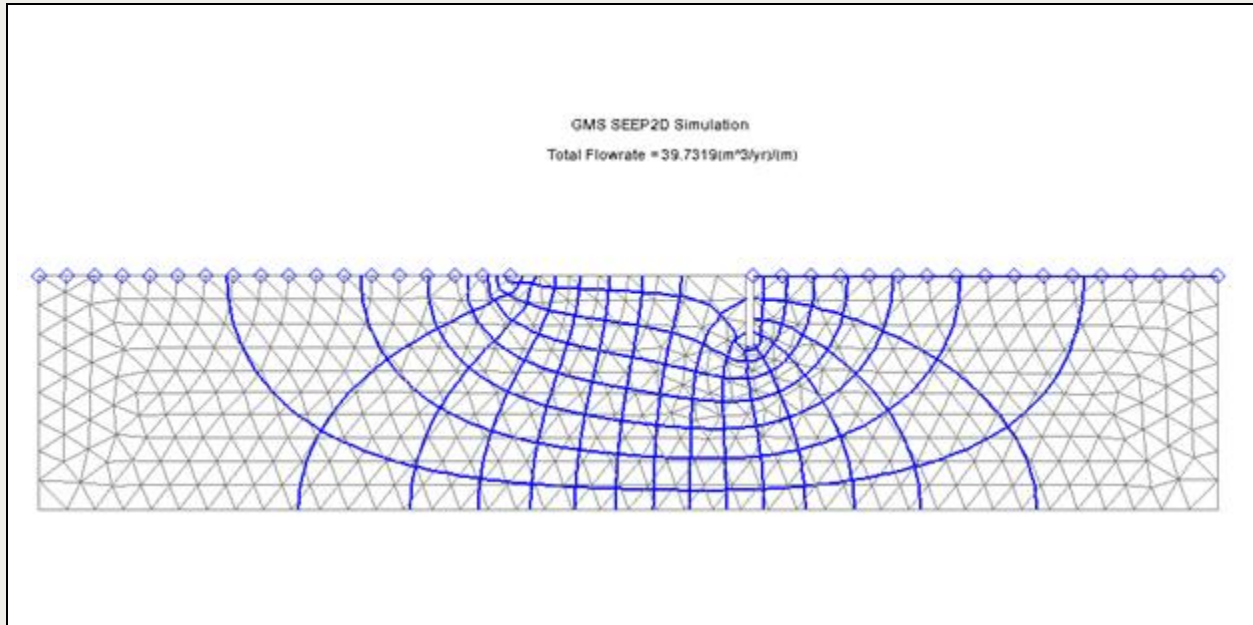 GMS SEEP2D Simulation
Total Flowrate = 39.7319(m^3/yr)/(m)